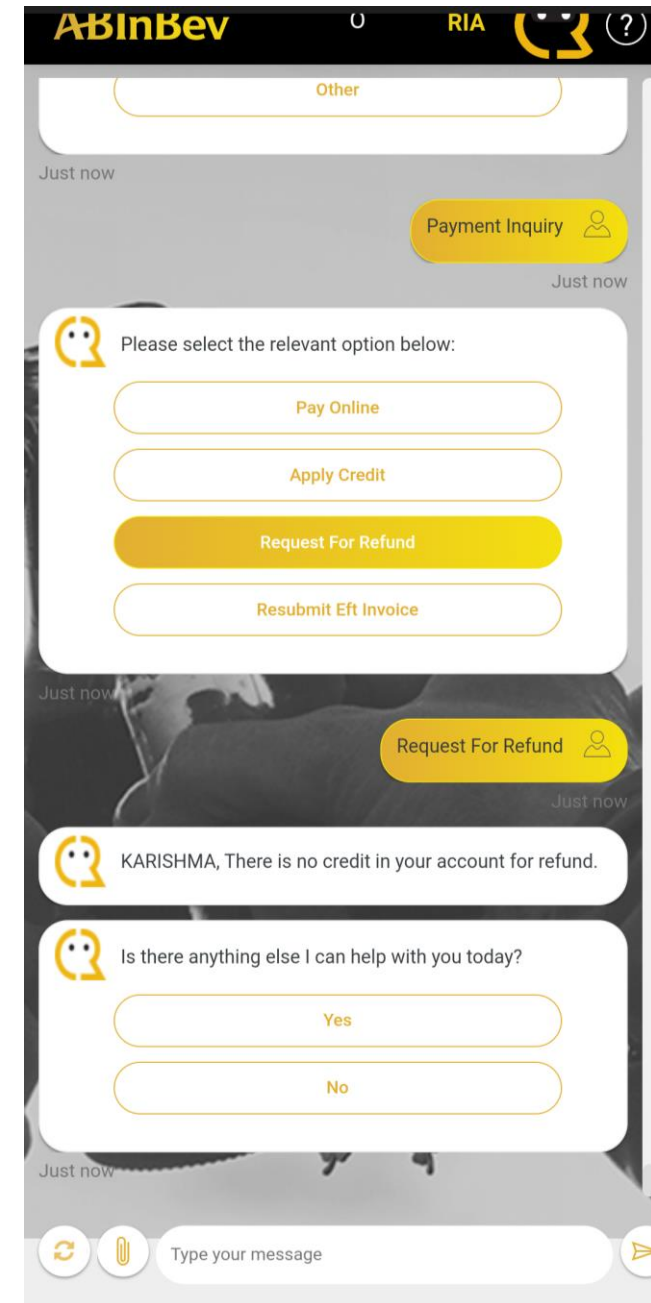 ABInBev
O
RIA
?
Other
Just now
Payment Inquiry
Just now
Please select the relevant option below:
Pay Online
Apply Credit
Request For Refund
Resubmit Eft Invoice
Just now
Request For Refund
Just now
KARISHMA, There is no credit in your account for refund.
Is there anything else I can help with you today?
Yes
No
Just now
Type your message